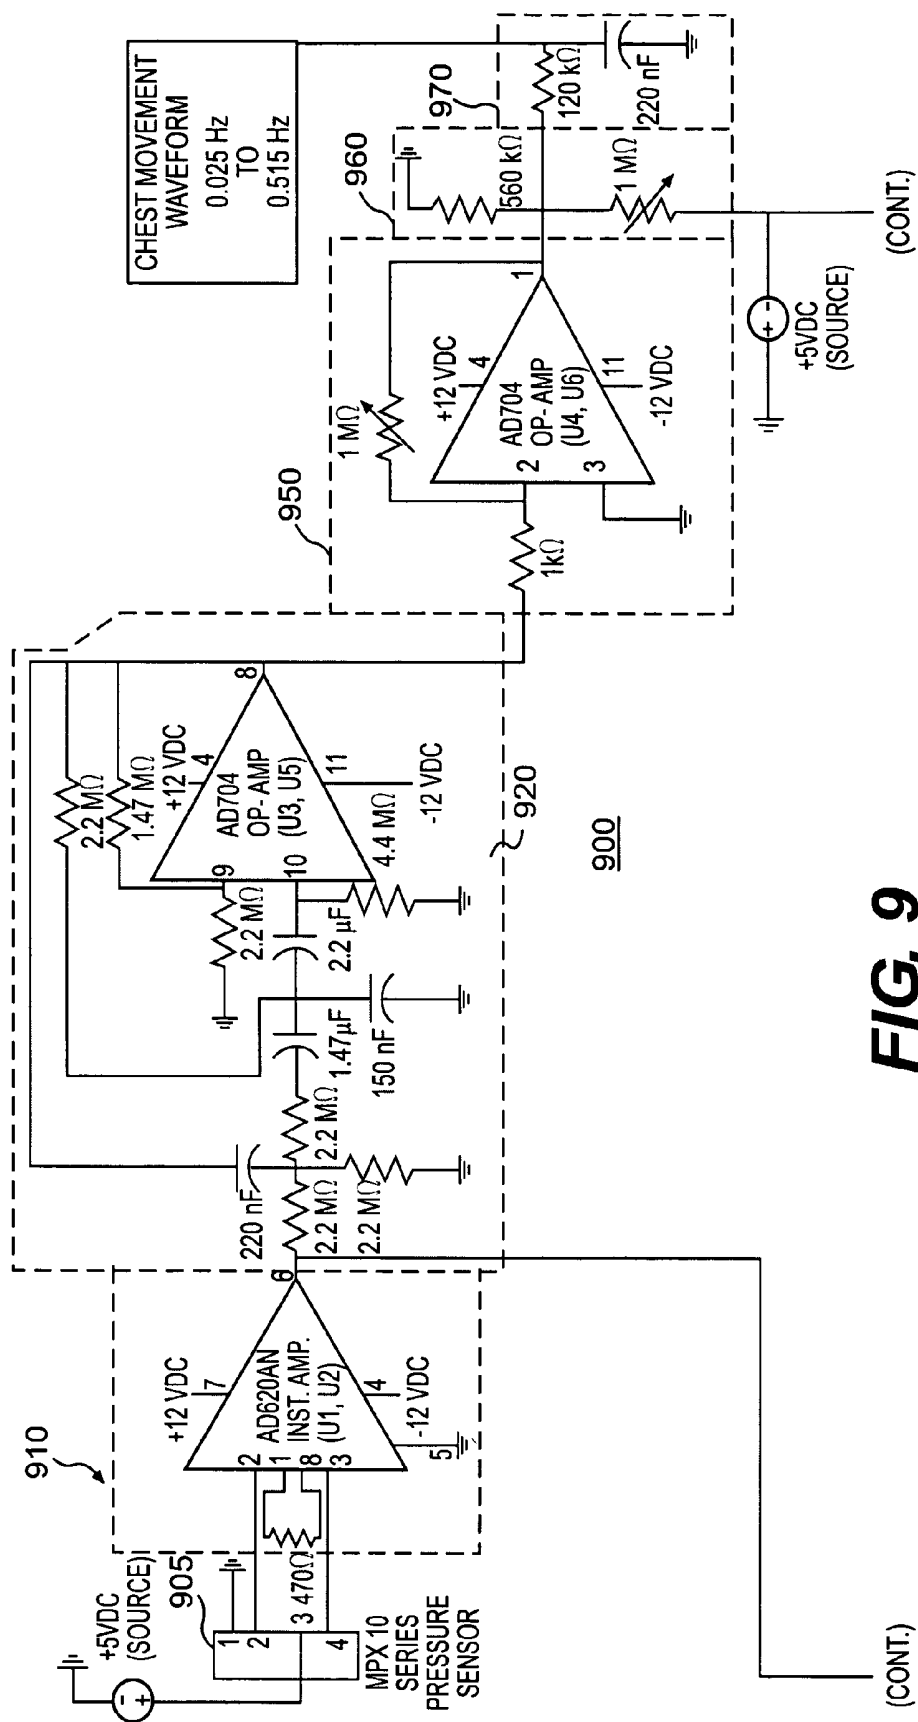 +5VDC
(SOURCE)
-
+
905
1
2
3
4
MPX 10
SERIES
PRESSURE
SENSOR
470Ω
910
+12 VDC
7
2
1
8
3
AD620AN
INST. AMP.
(U1, U2)
6
4
-12 VDC
5
220 nF
2.2 MΩ
2.2 MΩ
2.2 MΩ
1.47μF
150 nF
2.2 μF
2.2 MΩ
4.4 MΩ
2.2 MΩ
1.47 MΩ
+12 VDC
4
9
10
AD704
OP-AMP
(U3, U5)
8
11
-12 VDC
920
900
950
1kΩ
1 MΩ
+12 VDC
4
2
3
AD704
OP-AMP
(U4, U6)
1
11
-12 VDC
960
560 kΩ
1 MΩ
+5VDC
(SOURCE)
+
-
970
120 kΩ
220 nF
CHEST MOVEMENT
WAVEFORM
0.025 Hz
TO
0.515 Hz
(CONT.)
(CONT.)
FIG. 9